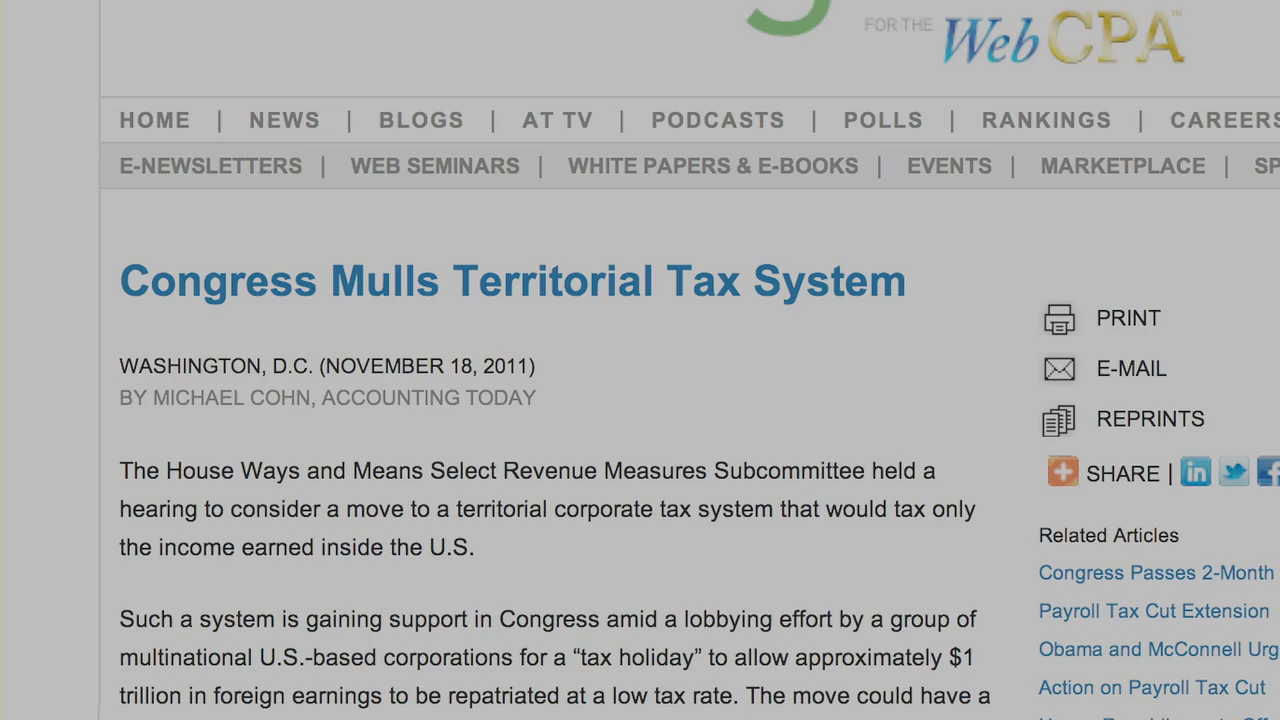 FOR THE WebCPA™
HOME | NEWS | BLOGS | AT TV | PODCASTS | POLLS | RANKINGS | CAREERS
E-NEWSLETTERS | WEB SEMINARS | WHITE PAPERS & E-BOOKS | EVENTS | MARKETPLACE |
Congress Mulls Territorial Tax System
WASHINGTON, D.C. (NOVEMBER 18, 2011)
BY MICHAEL COHN, ACCOUNTING TODAY
The House Ways and Means Select Revenue Measures Subcommittee held a
hearing to consider a move to a territorial corporate tax system that would tax only
the income earned inside the U.S.
Such a system is gaining support in Congress amid a lobbying effort by a group of
multinational U.S.-based corporations for a “tax holiday” to allow approximately $1
trillion in foreign earnings to be repatriated at a low tax rate. The move could have a
PRINT
E-MAIL
REPRINTS
SHARE | in
Related Articles
Congress Passes 2-Month
Payroll Tax Cut Extension
Obama and McConnell Urg
Action on Payroll Tax Cut